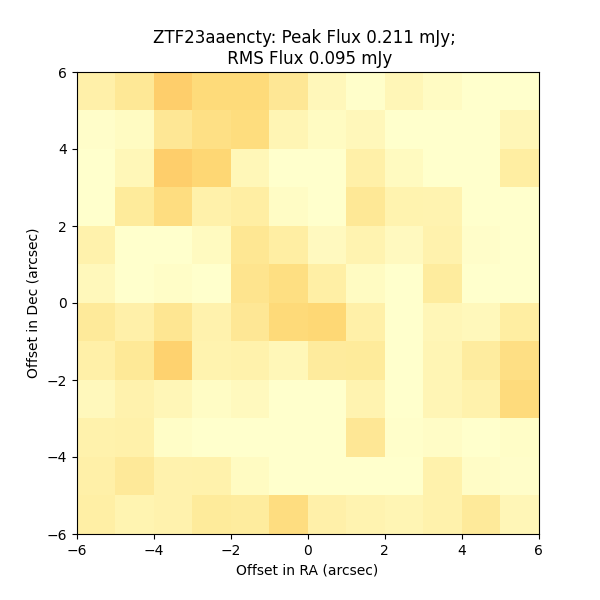 ZTF23aaencty: Peak Flux 0.211 mJy;
RMS Flux 0.095 mJy
6
4
2
0
−2
−4
−6
Offset in Dec (arcsec)
−6 −4 −2 0 2 4 6
Offset in RA (arcsec)